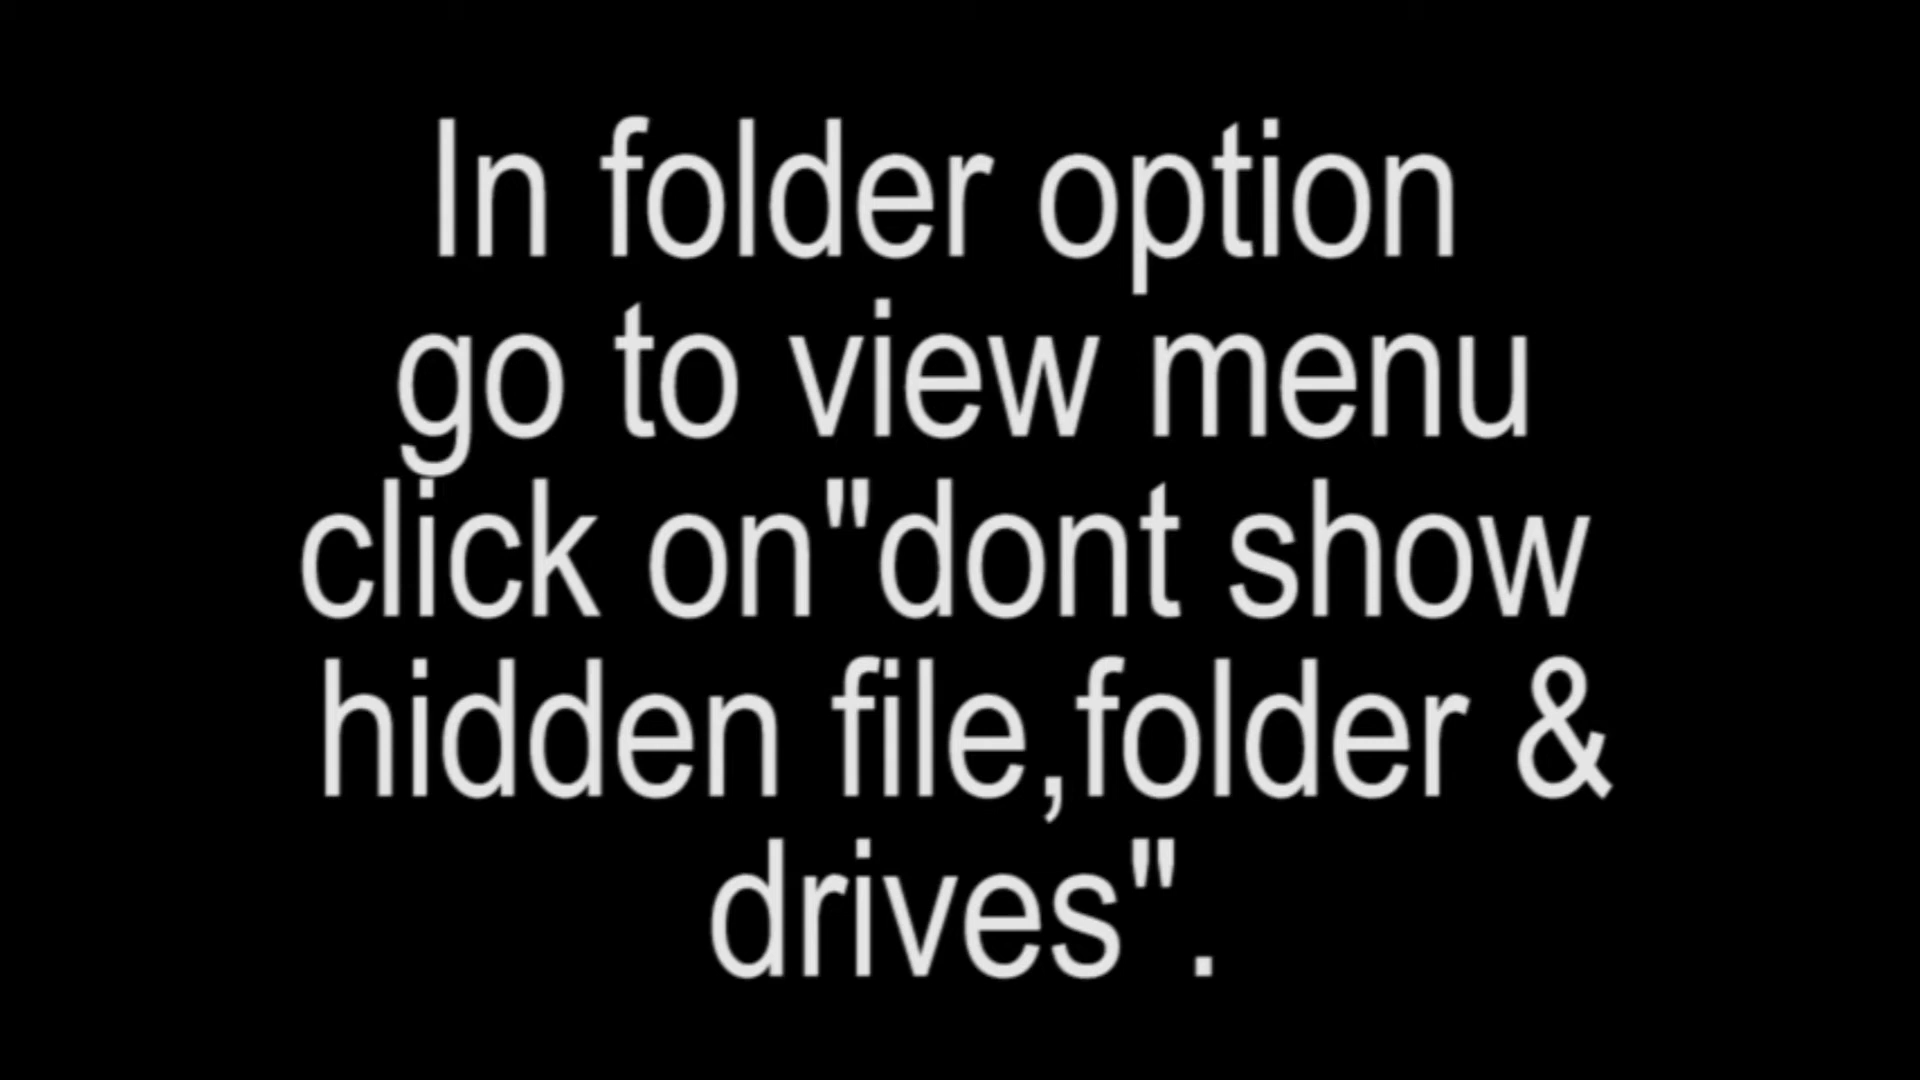 In folder option
go to view menu
click on"dont show
hidden file,folder &
drives".